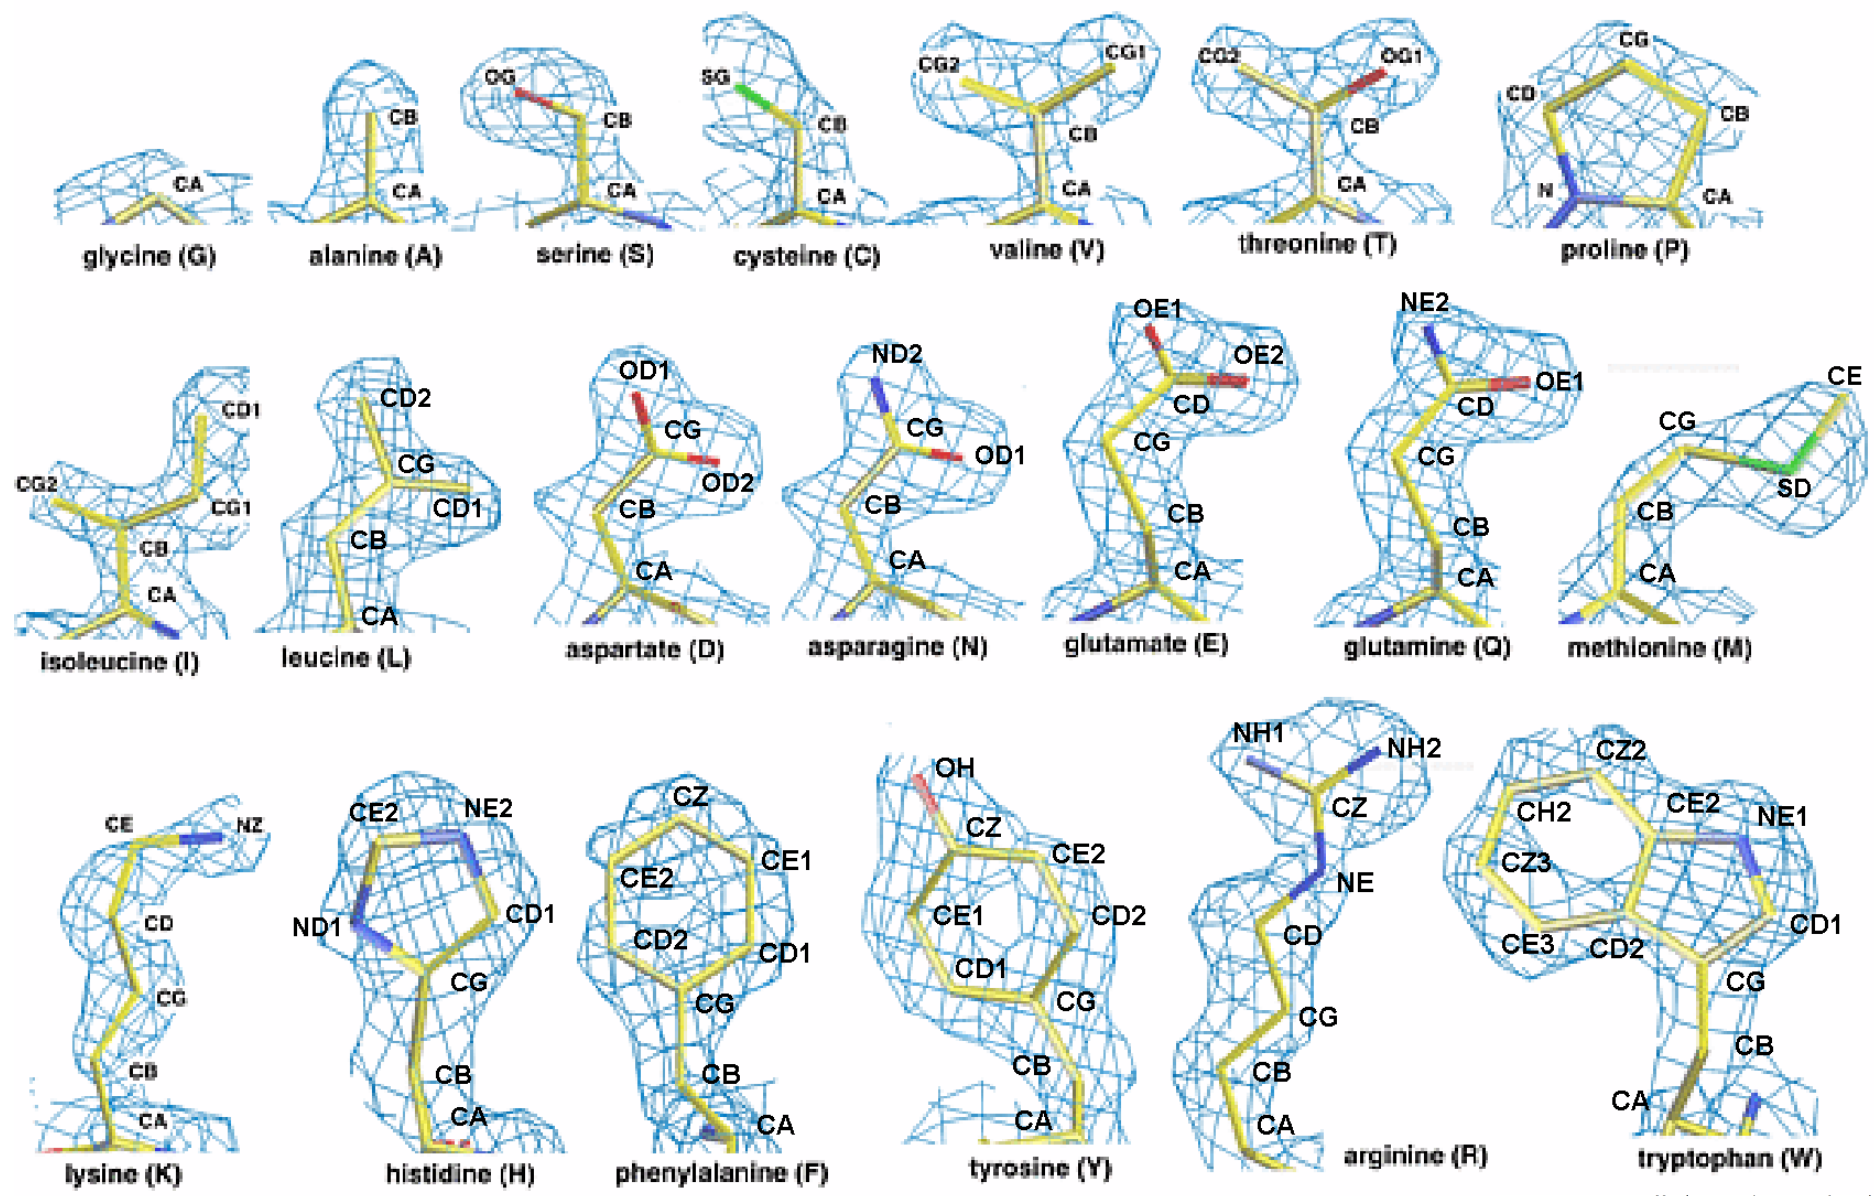 CA
glycine (G)
CB
CA
alanine (A)
OG
CB
CA
serine (S)
SG
CB
CA
cysteine (C)
CG2
CG1
CB
CA
valine (V)
CG2
OG1
CB
CA
threonine (T)
CG
CD
CB
N
CA
proline (P)
CD1
CG2
CG1
CB
CA
isoleucine (I)
CD2
CG
CD1
CB
CA
leucine (L)
OD1
CG
OD2
CB
CA
aspartate (D)
ND2
CG
OD1
CB
CA
asparagine (N)
OE1
OE2
CD
CG
CB
CA
glutamate (E)
NE2
OE1
CD
CG
CB
CA
glutamine (Q)
CE
CG
SD
CB
CA
methionine (M)
CE
NZ
CD
CG
CB
CA
lysine (K)
CE2
NE2
ND1
CD1
CG
CB
CA
histidine (H)
CZ
CE1
CE2
CD2
CD1
CG
CB
CA
phenylalanine (F)
OH
CZ
CE2
CE1
CD2
CD1
CG
CB
CA
tyrosine (Y)
NH1
NH2
CZ
NE
CD
CG
CB
CA
arginine (R)
CZ2
CH2
CE2
NE1
CZ3
CD1
CE3
CD2
CG
CB
CA
tryptophan (W)